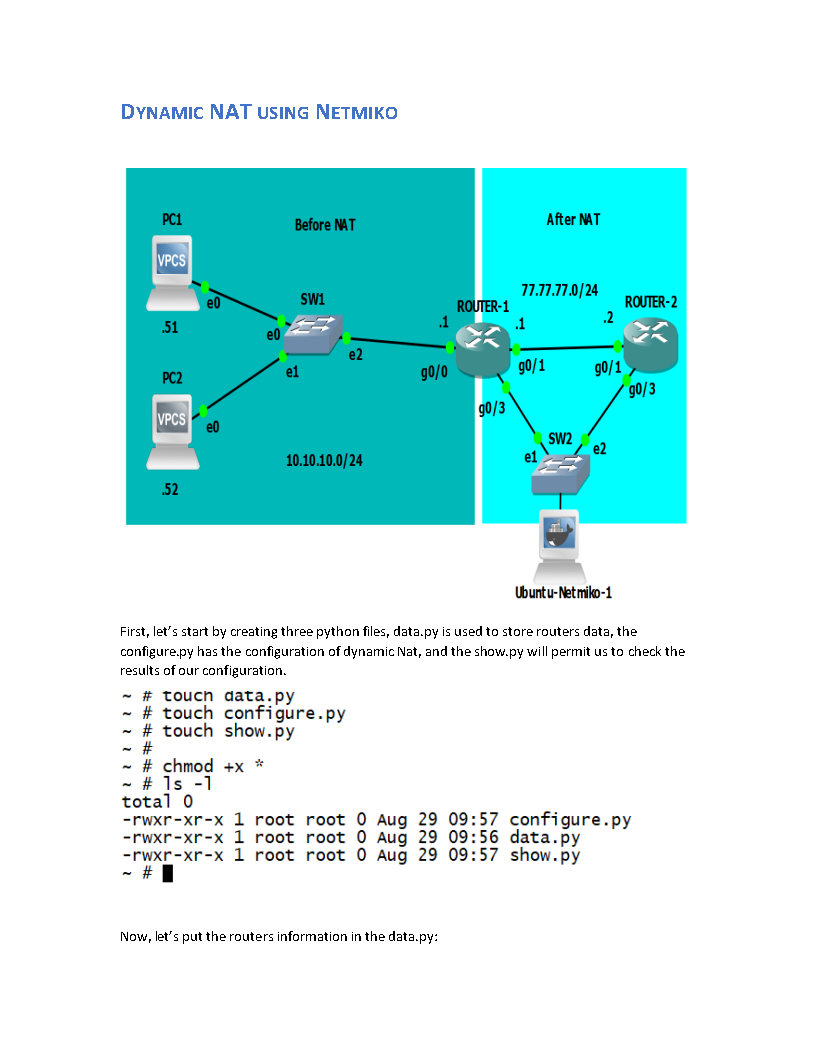 DYNAMIC NAT USING NETMIKO
PC1
Before NAT
After NAT
VPCS
77.77.77.0/24
e0
SW1
ROUTER-1
ROUTER-2
.51
e0
.1
.1
.2
e2
PC2
e1
g0/0
g0/1
g0/1
g0/3
VPCS
g0/3
e0
SW2
e1
e2
10.10.10.0/24
.52
Ubuntu-Netmiko-1
First, let's start by creating three python files, data.py is used to store routers data, the
configure.py has the configuration of dynamic Nat, and the show.py will permit us to check the
results of our configuration.
~ # touch data.py
~ # touch configure.py
~ # touch show.py
~ #
~ # chmod +x *
~ # ls -l
total 0
-rwxr-xr-x 1 root root 0 Aug 29 09:57 configure.py
-rwxr-xr-x 1 root root 0 Aug 29 09:56 data.py
-rwxr-xr-x 1 root root 0 Aug 29 09:57 show.py
~ #
Now, let's put the routers information in the data.py: